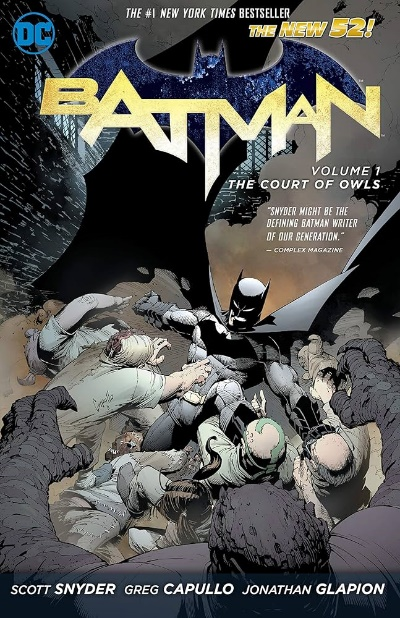 THE #1 NEW YORK TIMES BESTSELLER
DC
THE NEW 52!
BATMAN
VOLUME 1
THE COURT OF OWLS
"SNYDER MIGHT BE THE
DEFINING BATMAN WRITER
OF OUR GENERATION."
— COMPLEX MAGAZINE
SCOTT SNYDER GREG CAPULLO JONATHAN GLAPION